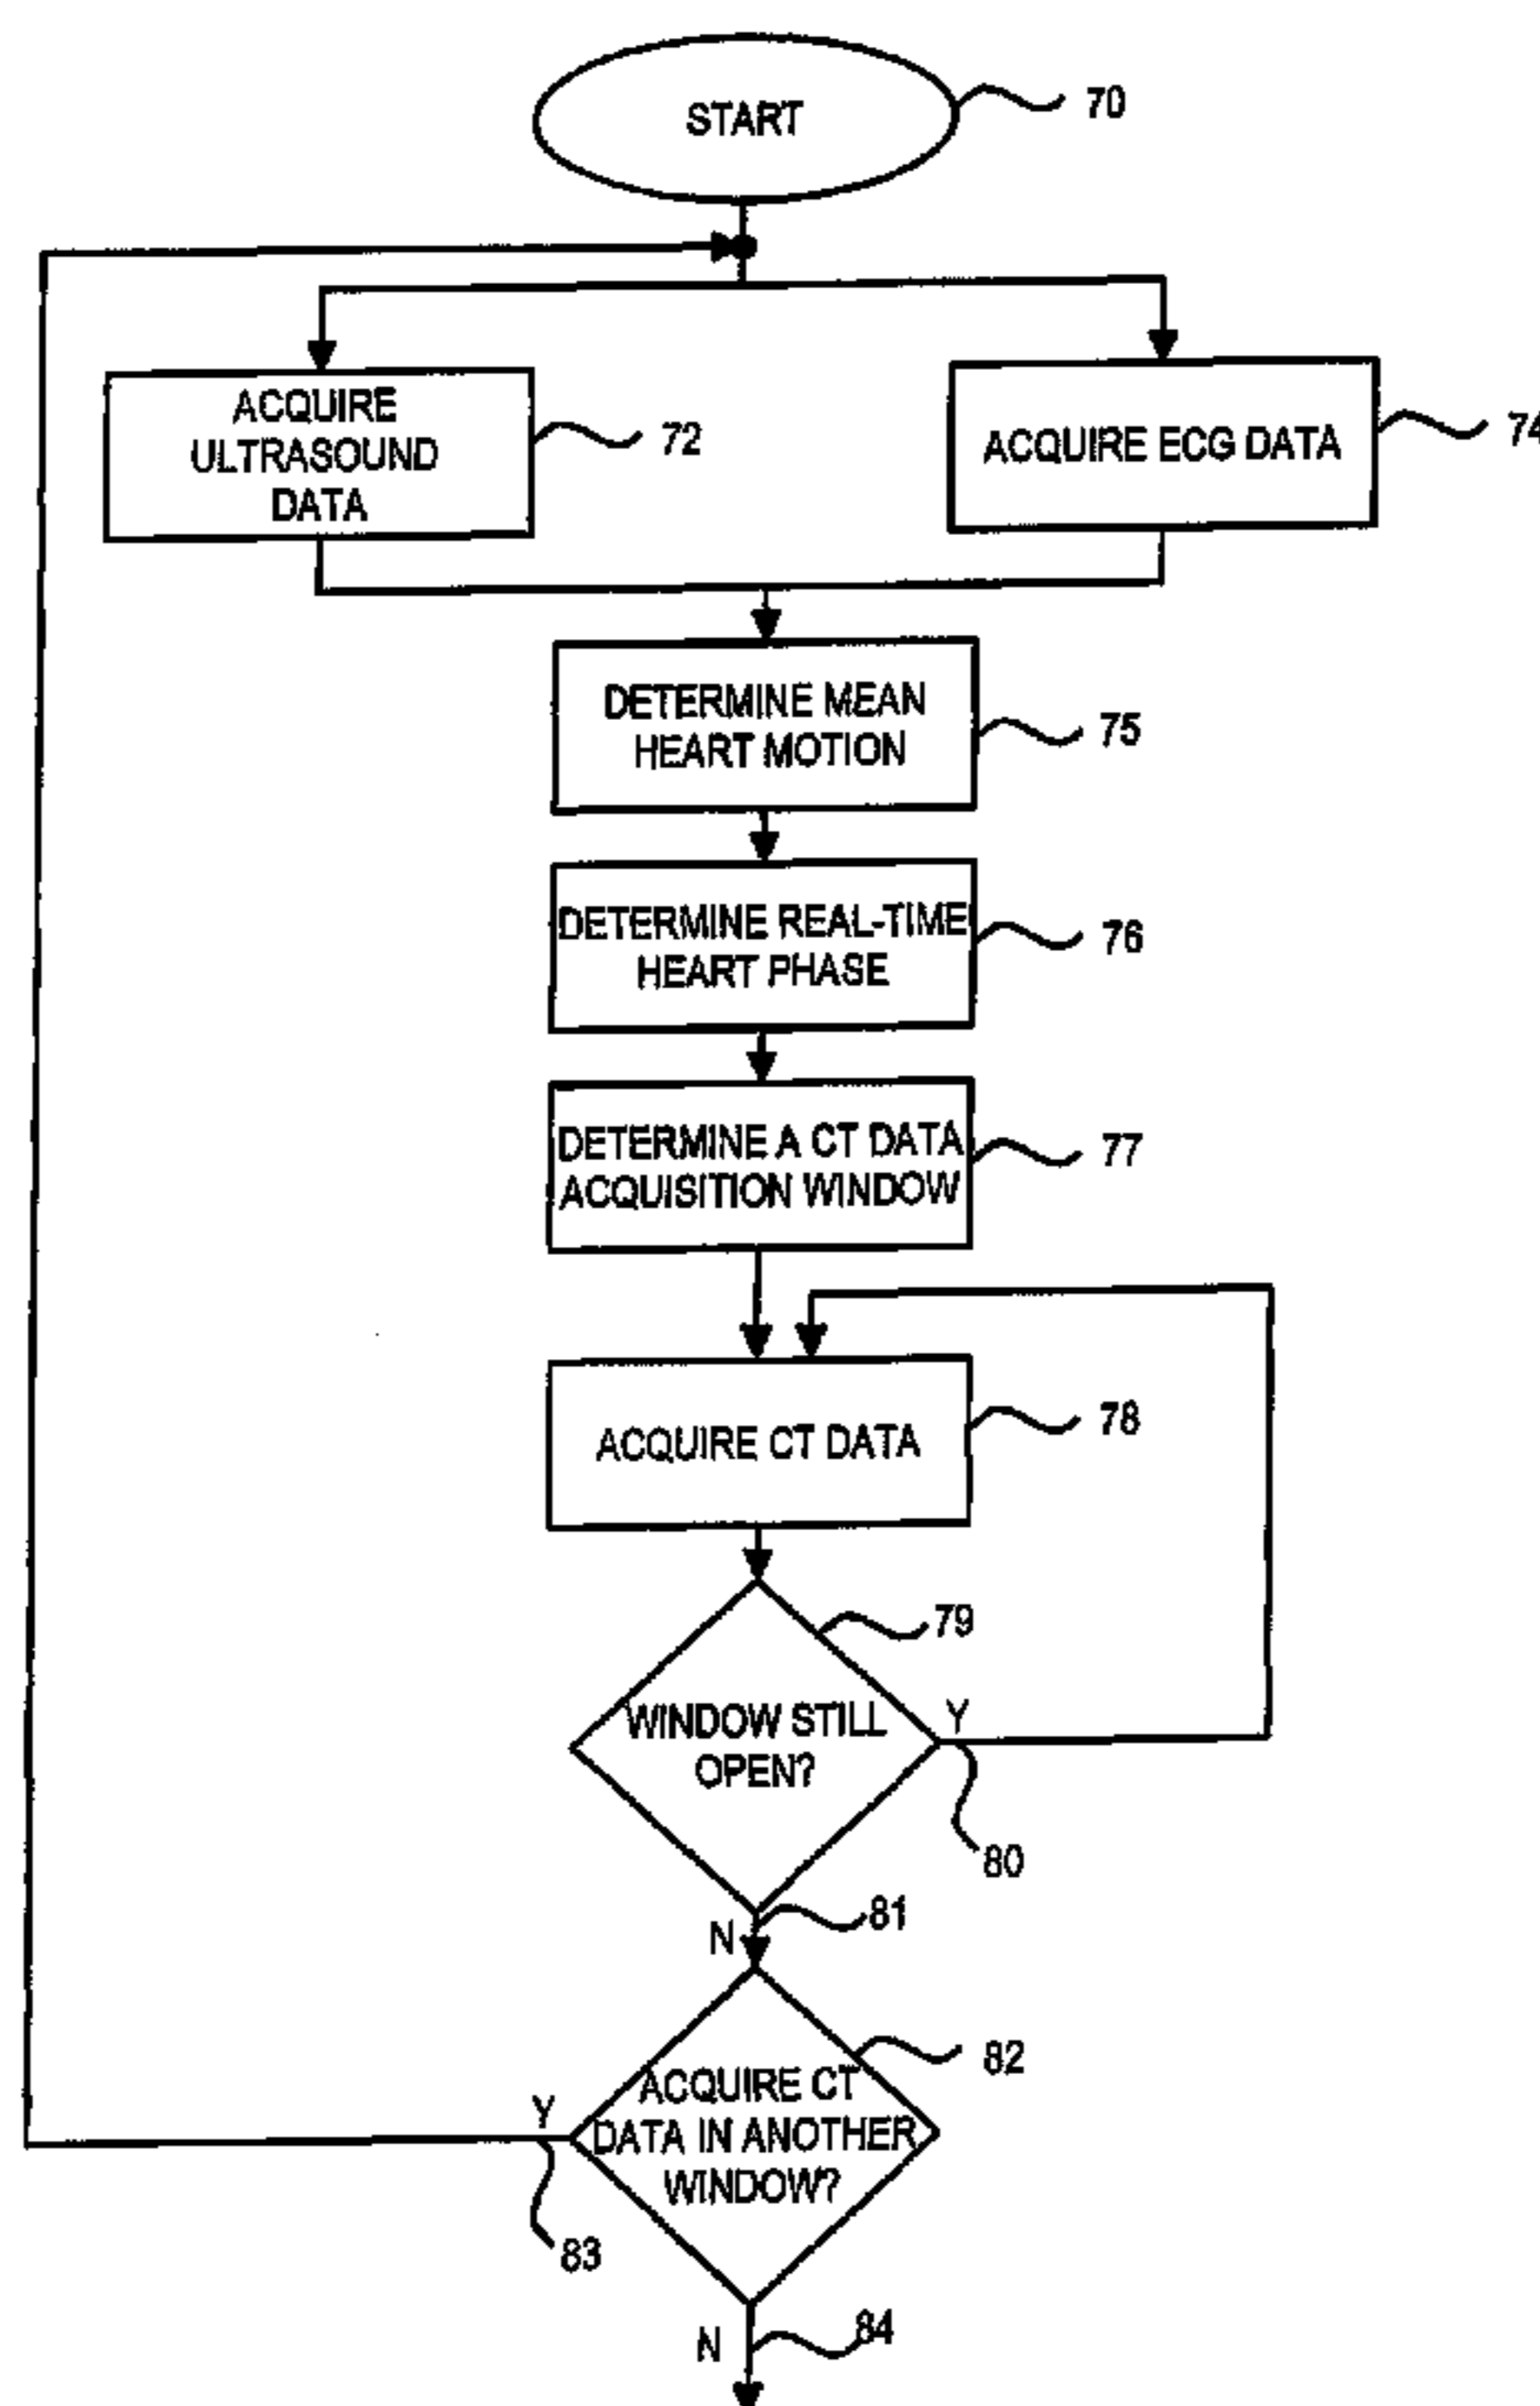 START
70
ACQUIRE
ULTRASOUND
DATA
72
ACQUIRE ECG DATA
74
DETERMINE MEAN
HEART MOTION
75
DETERMINE REAL-TIME
HEART PHASE
76
DETERMINE A CT DATA
ACQUISITION WINDOW
77
ACQUIRE CT DATA
78
79
WINDOW STILL
OPEN?
Y
80
81
N
82
ACQUIRE CT
DATA IN ANOTHER
WINDOW?
Y
83
84
N